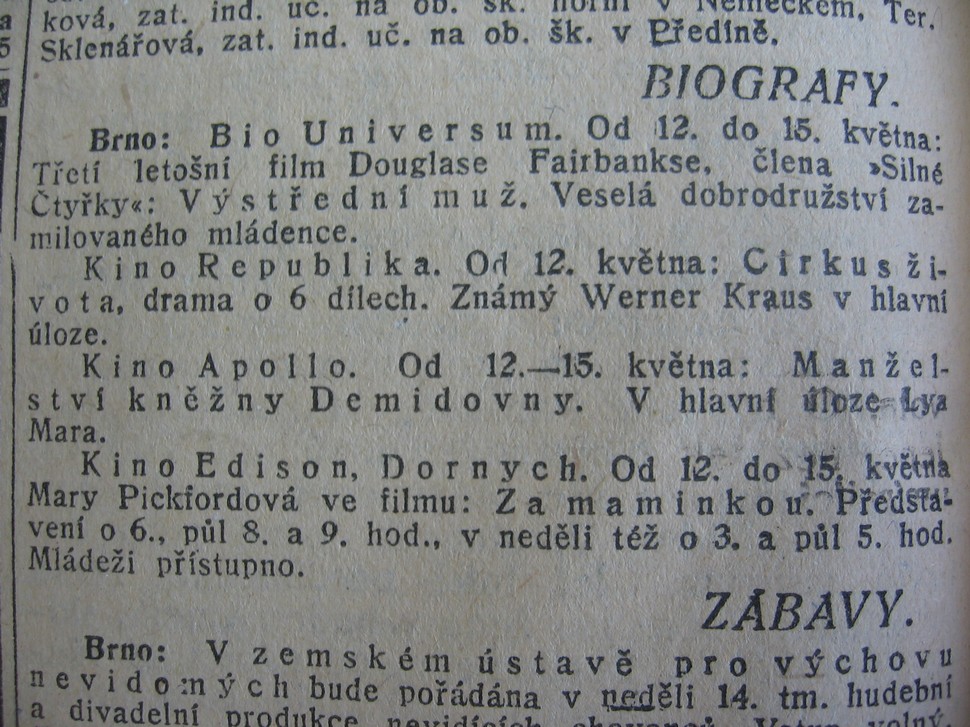 ková, zat. ind. uč. na ob. šk. horní v Německém, Ter.
Sklenářová, zat. ind. uč. na ob. šk. v Předíně.
BIOGRAFY.
Brno: Bio Universum. Od 12. do 15. května:
Třetí letošní film Douglase Fairbankse, člena »Silné
Čtyřky«: Výstřední muž. Veselá dobrodružství za-
milovaného mládence.
Kino Republika. Od 12. května: Cirkus ži-
vota, drama o 6 dílech. Známý Werner Kraus v hlavní
úloze.
Kino Apollo. Od 12.—15. května: Manžel-
ství kněžny Demidovny. V hlavní úloze Lya
Mara.
Kino Edison, Dornych. Od 12. do 15. května
Mary Pickfordová ve filmu: Za maminkou. Předsta-
vení o 6., půl 8. a 9. hod., v neděli též o 3. a půl 5. hod.
Mládeži přístupno.
ZÁBAVY.
Brno: V zemském ústavě pro výchovu
nevidomých bude pořádána v neděli 14. tm. hudební
a divadelní produkce nevidících chovanců. Vstup volný.